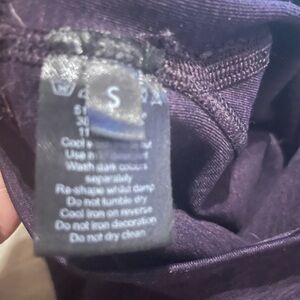 S
Cool
Use
Wash dark colours
separately
Re-shape whilst damp
Do not tumble dry
Cool iron on reverse
Do not iron decoration
Do not dry clean